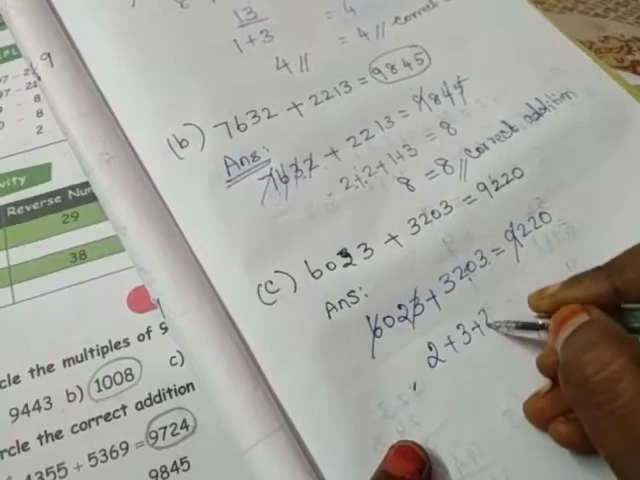 13
1+3
= 4
4 //
= 4 // correct
(b) 7632 + 2213 = 9845
Ans:
7632 + 2213 = 9845
2+2+1+3 = 8
8 = 8 // Correct addition
(c) 6023 + 3203 = 9220
Ans:
6023 + 3203 = 9220
2+3+2
Reverse Num
29
38
cle the multiples of 9
9443 b) 1008 c)
rcle the correct addition
4355 + 5369 = 9724
9845